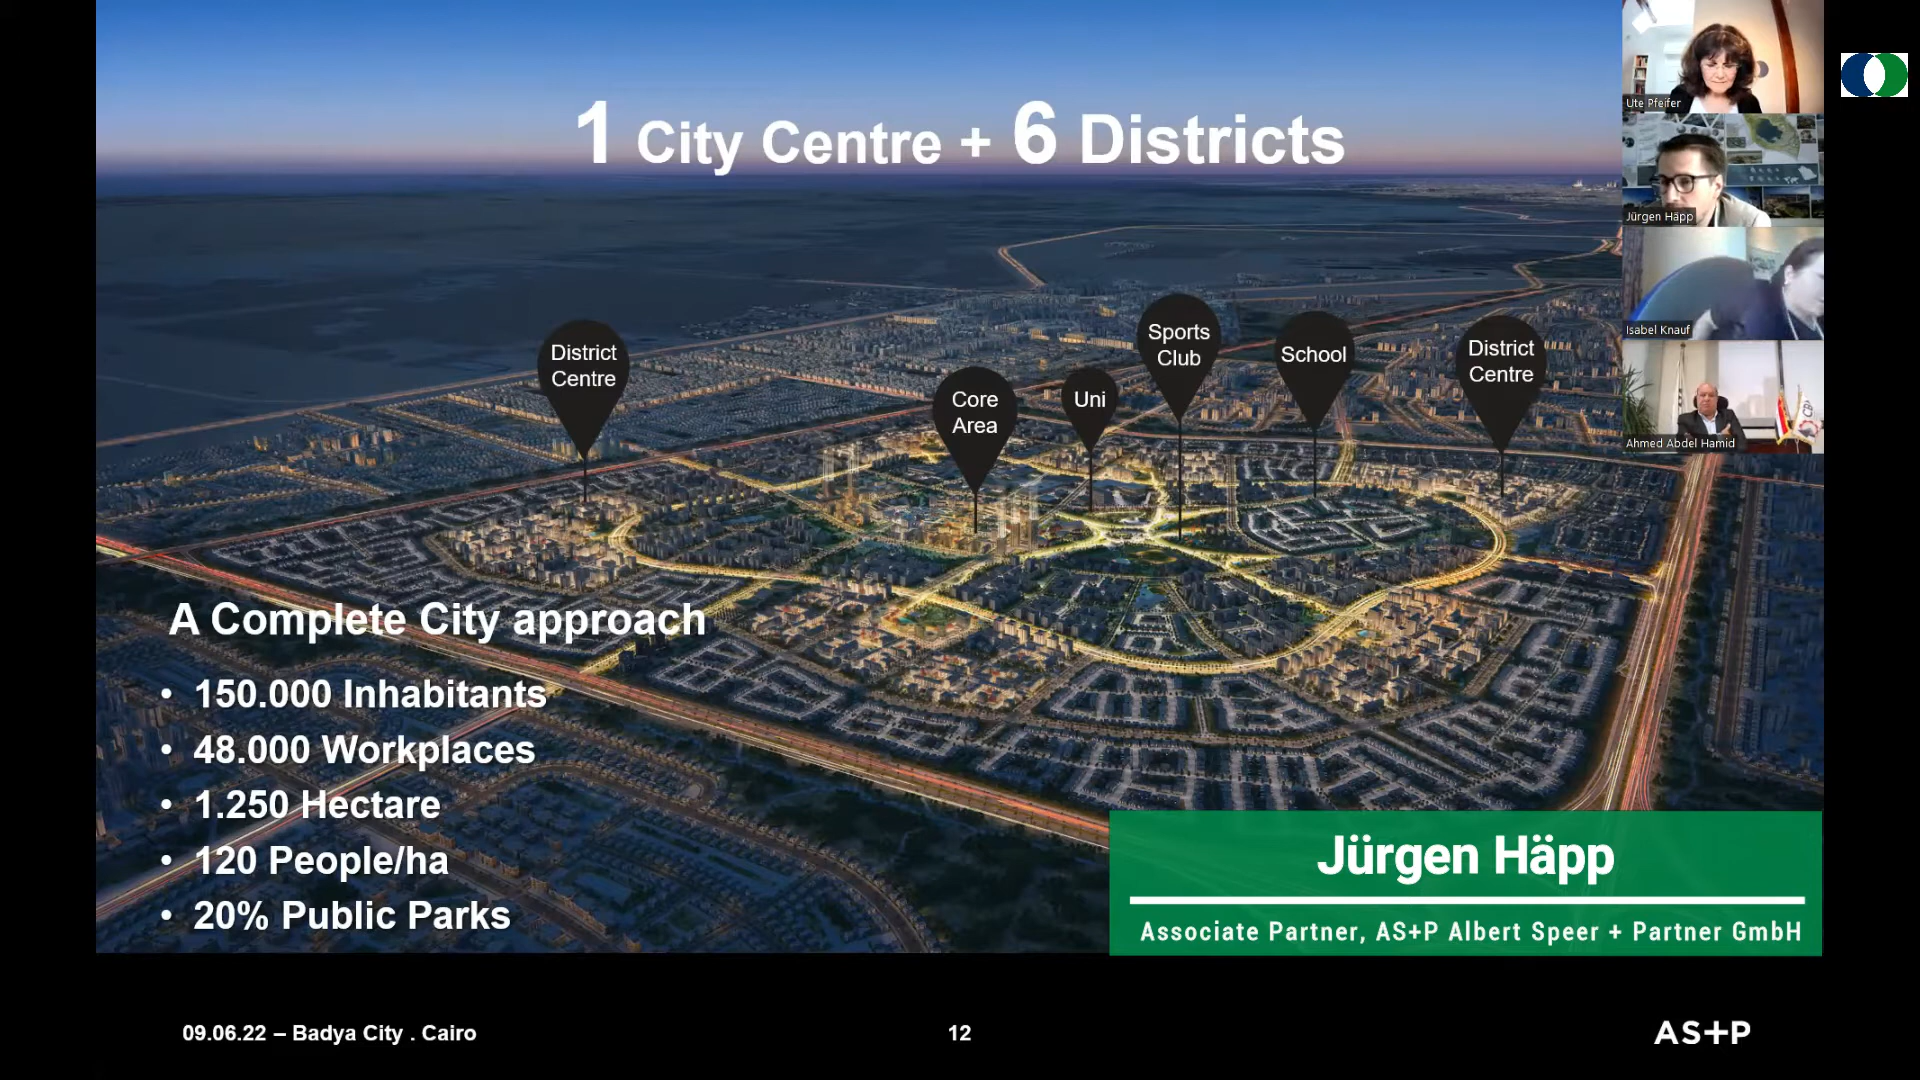 1 City Centre + 6 Districts
District
Centre
Core
Area
Uni
Sports
Club
School
District
Centre
A Complete City approach
• 150.000 Inhabitants
• 48.000 Workplaces
• 1.250 Hectare
• 120 People/ha
• 20% Public Parks
Ute Pfeifer
Jürgen Häpp
Isabel Knauf
Ahmed Abdel Hamid
Jürgen Häpp
Associate Partner, AS+P Albert Speer + Partner GmbH
09.06.22 – Badya City . Cairo
12
AS+P